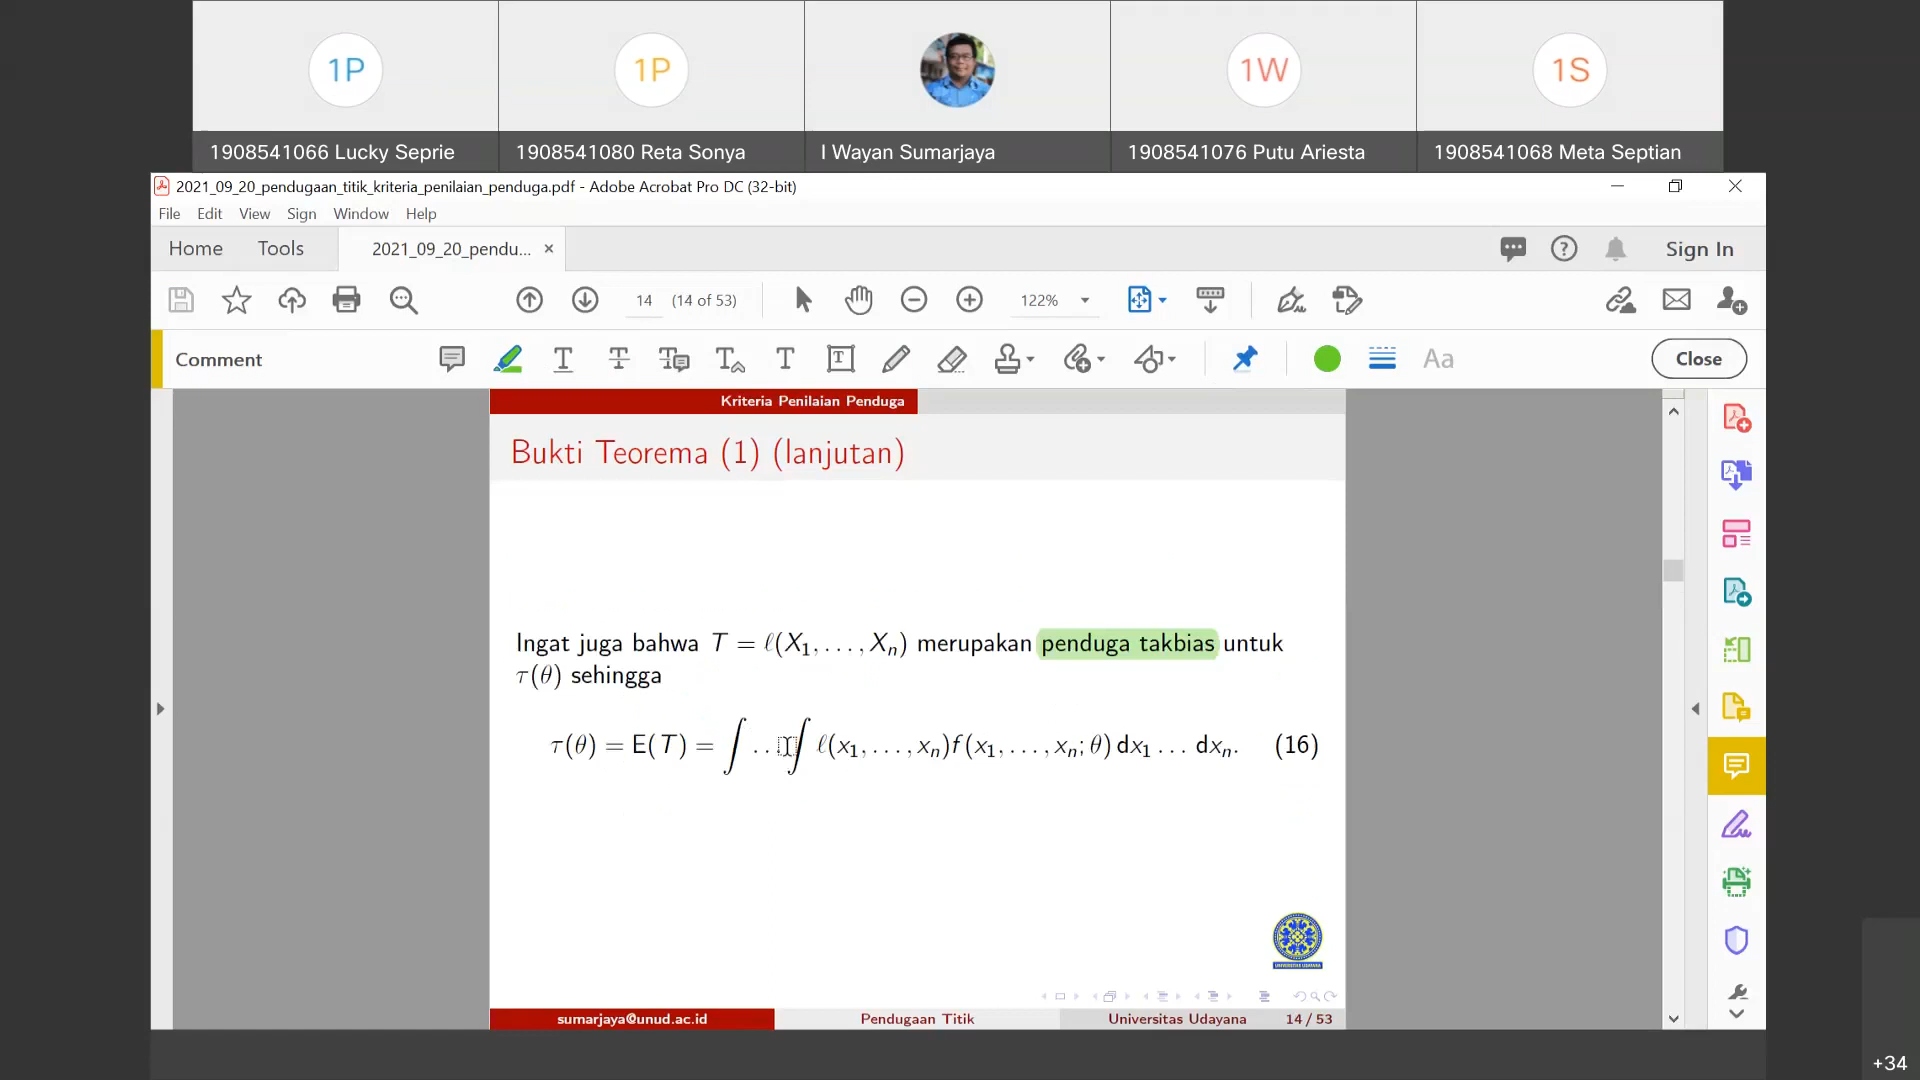 1P
1P
1W
1S
1908541066 Lucky Seprie
1908541080 Reta Sonya
I Wayan Sumarjaya
1908541076 Putu Ariesta
1908541068 Meta Septian
2021_09_20_pendugaan_titik_kriteria_penilaian_penduga.pdf - Adobe Acrobat Pro DC (32-bit)
File Edit View Sign Window Help
Home Tools 2021_09_20_pendu... × Sign In
14 (14 of 53) 122%
Comment Aa Close
Kriteria Penilaian Penduga
Bukti Teorema (1) (lanjutan)
Ingat juga bahwa T = ℓ(X₁, . . . , Xₙ) merupakan penduga takbias untuk
τ(θ) sehingga
τ(θ) = E(T) = ∫ . . . ∫ ℓ(x₁, . . . , xₙ)f(x₁, . . . , xₙ; θ) dx₁ . . . dxₙ. (16)
UNIVERSITAS UDAYANA
sumarjaya@unud.ac.id Pendugaan Titik Universitas Udayana 14 / 53
+34